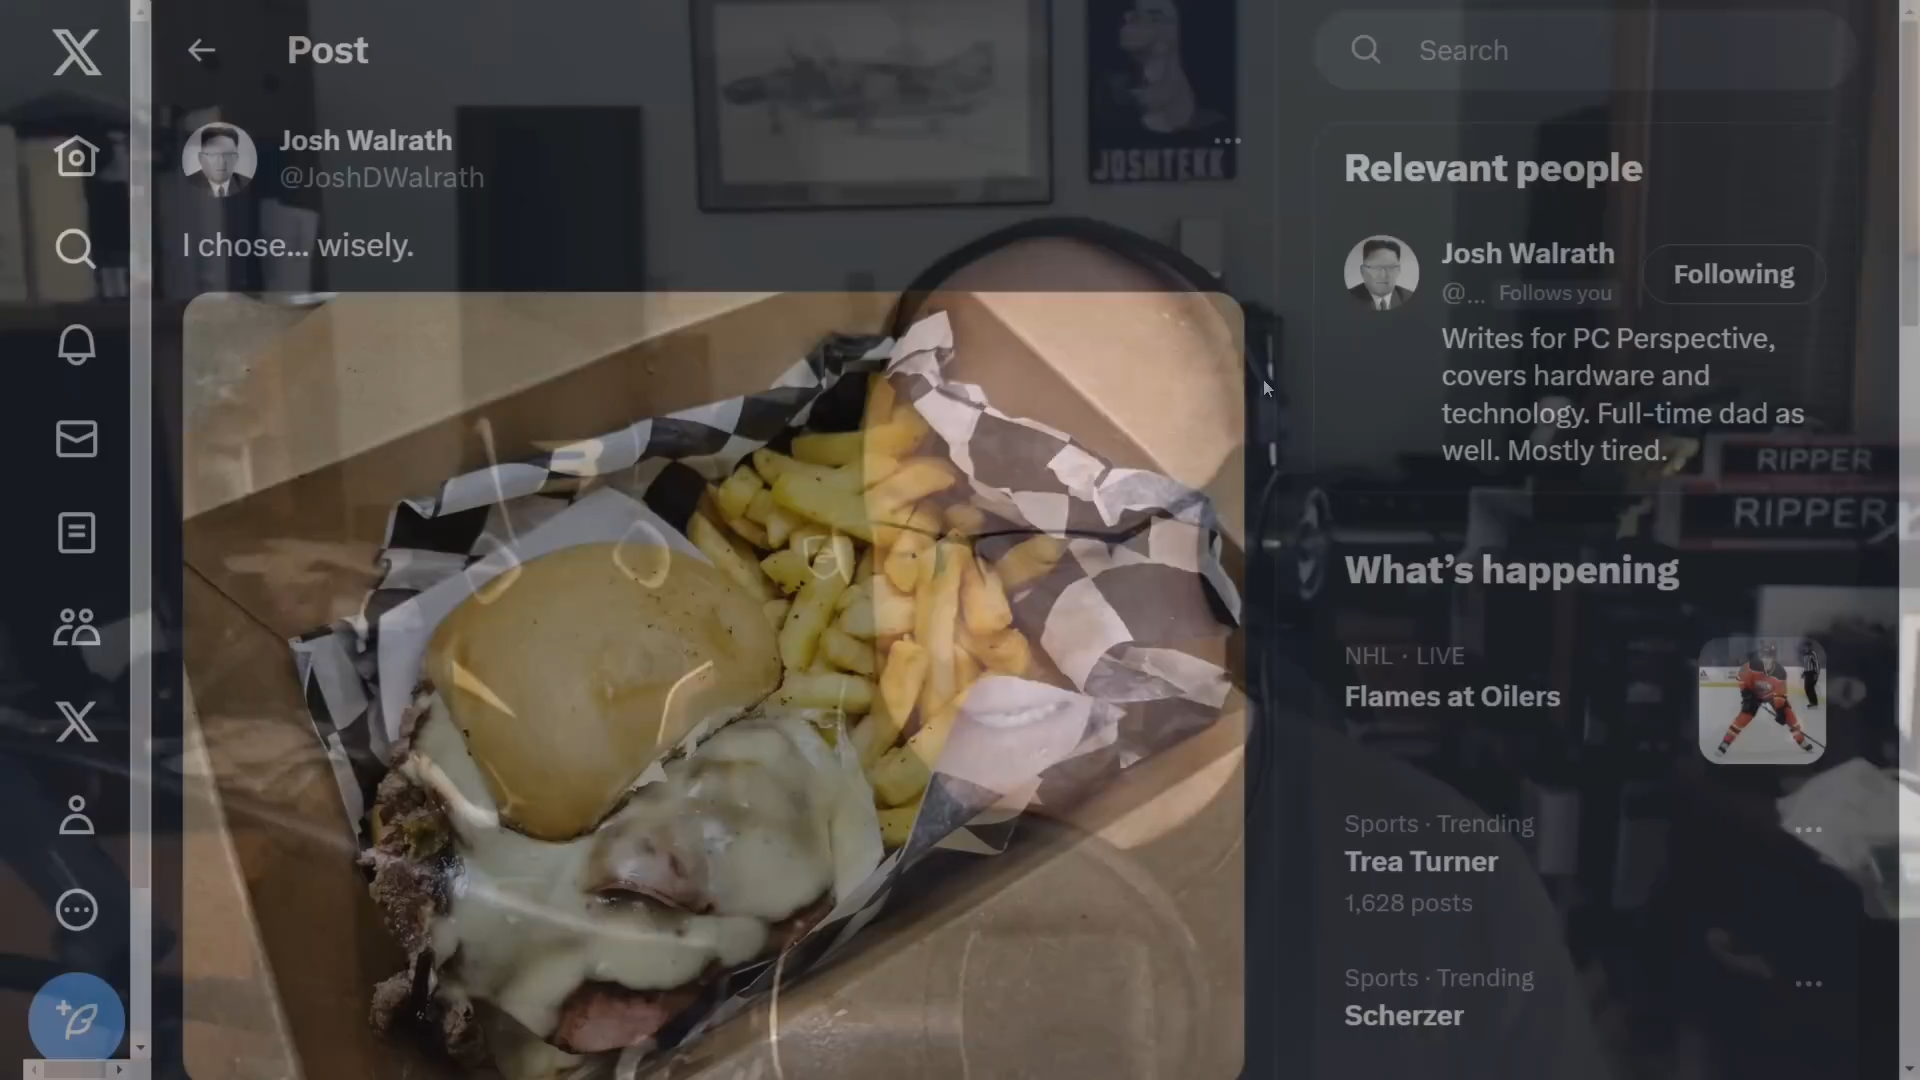 Post
Search
Josh Walrath
@JoshDWalrath
I chose... wisely.
JOSHTEKK
Relevant people
Josh Walrath
@... Follows you
Following
Writes for PC Perspective,
covers hardware and
technology. Full-time dad as
well. Mostly tired.
RIPPER
RIPPER
What's happening
NHL · LIVE
Flames at Oilers
Sports · Trending
Trea Turner
1,628 posts
Sports · Trending
Scherzer